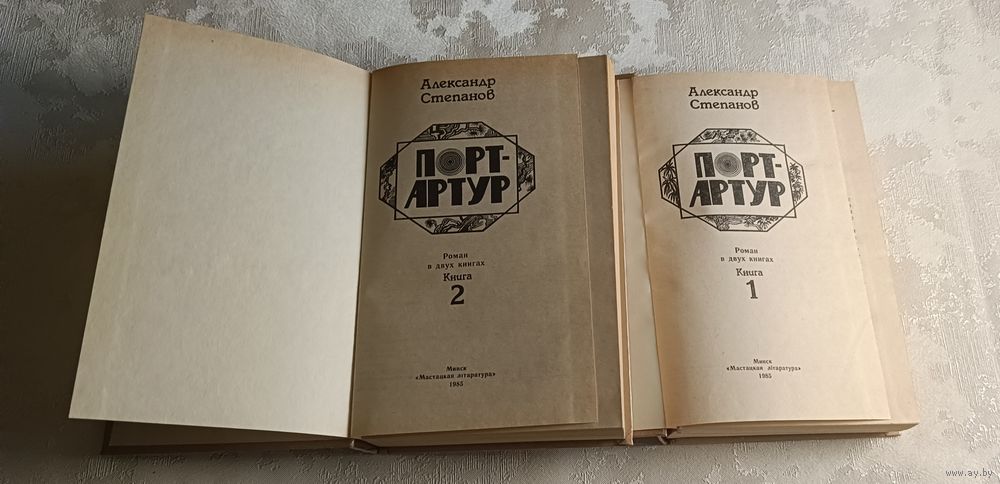 Александр
Степанов
ПОРТ-
АРТУР
Роман
в двух книгах
Книга
2
Минск
«Мастацкая літаратура»
1985
Александр
Степанов
ПОРТ-
АРТУР
Роман
в двух книгах
Книга
1
Минск
«Мастацкая літаратура»
1985
www.ay.by